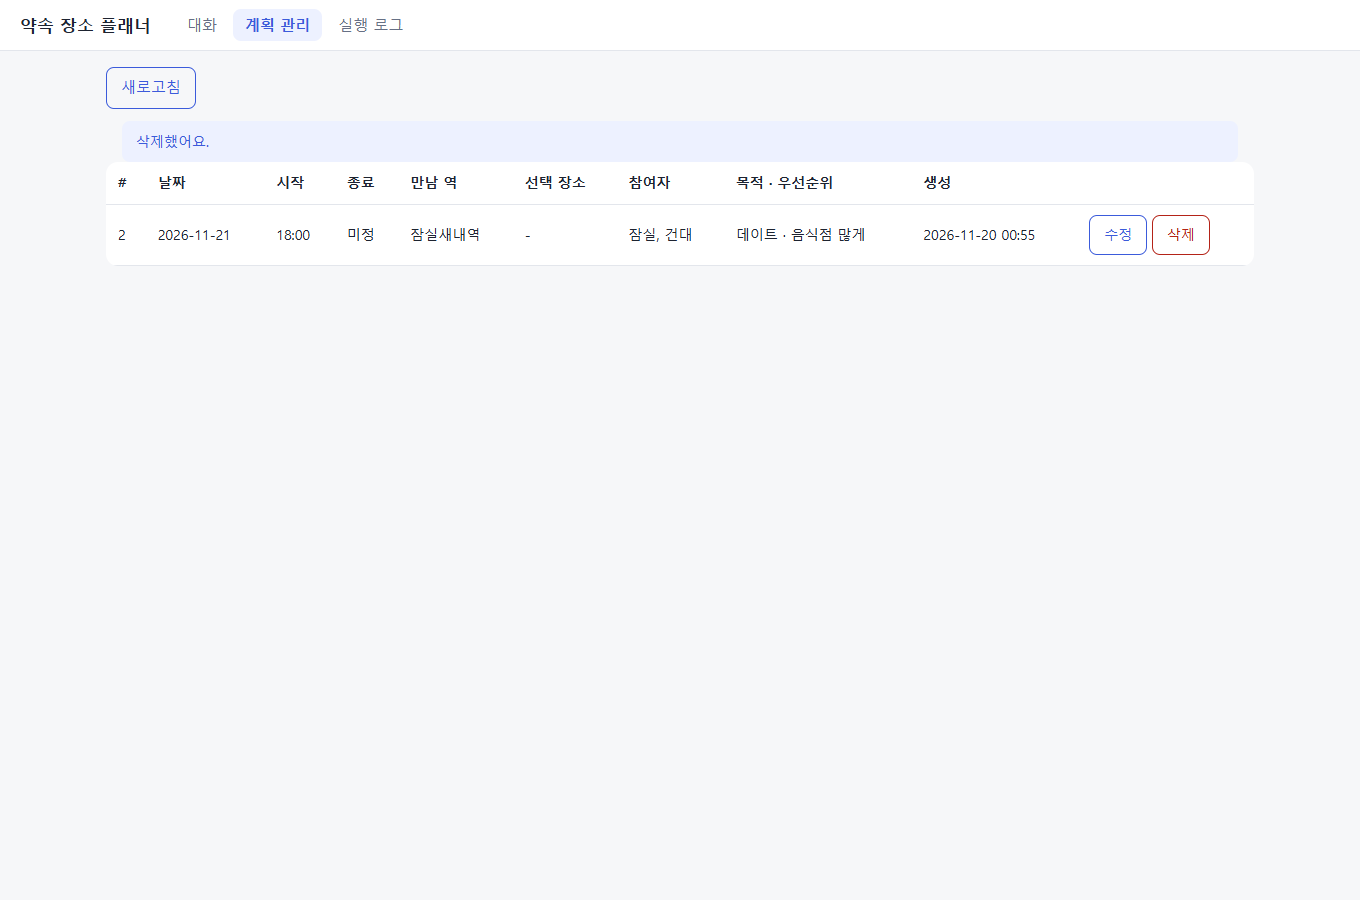 약속 장소 플래너 대화 계획 관리 실행 로그
새로고침
삭제했어요.
# 날짜 시작 종료 만남 역 선택 장소 참여자 목적 · 우선순위 생성
2 2026-11-21 18:00 미정 잠실새내역 - 잠실, 건대 데이트 · 음식점 많게 2026-11-20 00:55 수정 삭제